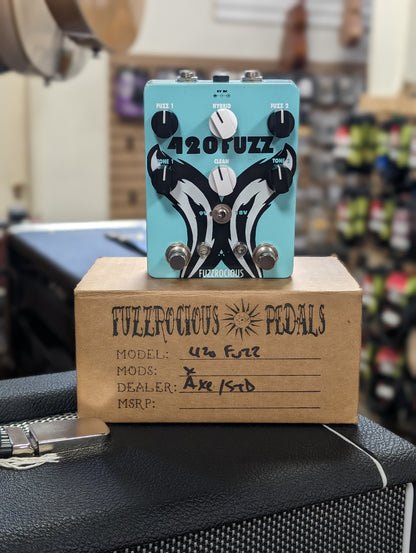 FUZZ 1 HYBRID FUZZ 2
420FUZZ
TONE 1 CLEAN TONE
FUZZROCIOUS
FUZZROCIOUS PEDALS
MODEL: 420 Fuzz
MODS: x
DEALER: Axe/StD
MSRP: